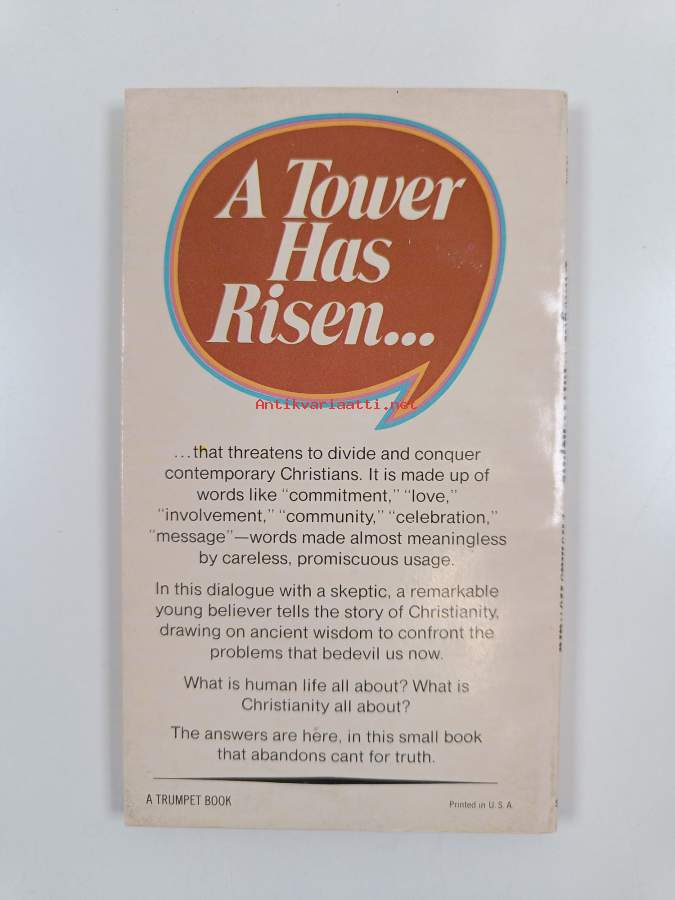 A Tower
Has
Risen...
Antikvariaatti.net
...that threatens to divide and conquer
contemporary Christians. It is made up of
words like “commitment,” “love,”
“involvement,” “community,” “celebration,”
“message”—words made almost meaningless
by careless, promiscuous usage.
In this dialogue with a skeptic, a remarkable
young believer tells the story of Christianity,
drawing on ancient wisdom to confront the
problems that bedevil us now.
What is human life all about? What is
Christianity all about?
The answers are here, in this small book
that abandons cant for truth.
A TRUMPET BOOK
Printed in U.S.A.